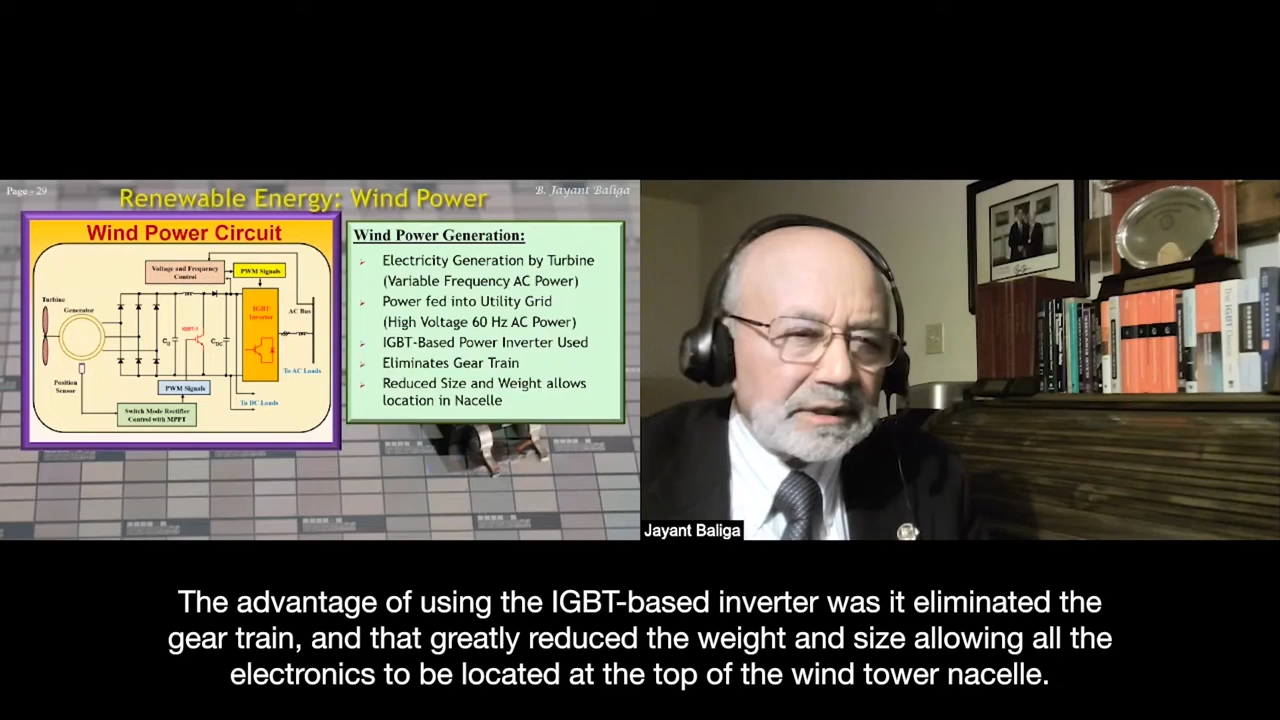 Page - 29
Renewable Energy: Wind Power
B. Jayant Baliga
Wind Power Circuit
Voltage and Frequency
Control
PWM Signals
Turbine
Generator
IGBT
Inverter
AC Bus
IGBT-1
To AC Loads
Position
Sensor
PWM Signals
To DC Loads
Switch Mode Rectifier
Control with MPPT
Wind Power Generation:
Electricity Generation by Turbine
(Variable Frequency AC Power)
Power fed into Utility Grid
(High Voltage 60 Hz AC Power)
IGBT-Based Power Inverter Used
Eliminates Gear Train
Reduced Size and Weight allows
location in Nacelle
Jayant Baliga
The advantage of using the IGBT-based inverter was it eliminated the
gear train, and that greatly reduced the weight and size allowing all the
electronics to be located at the top of the wind tower nacelle.